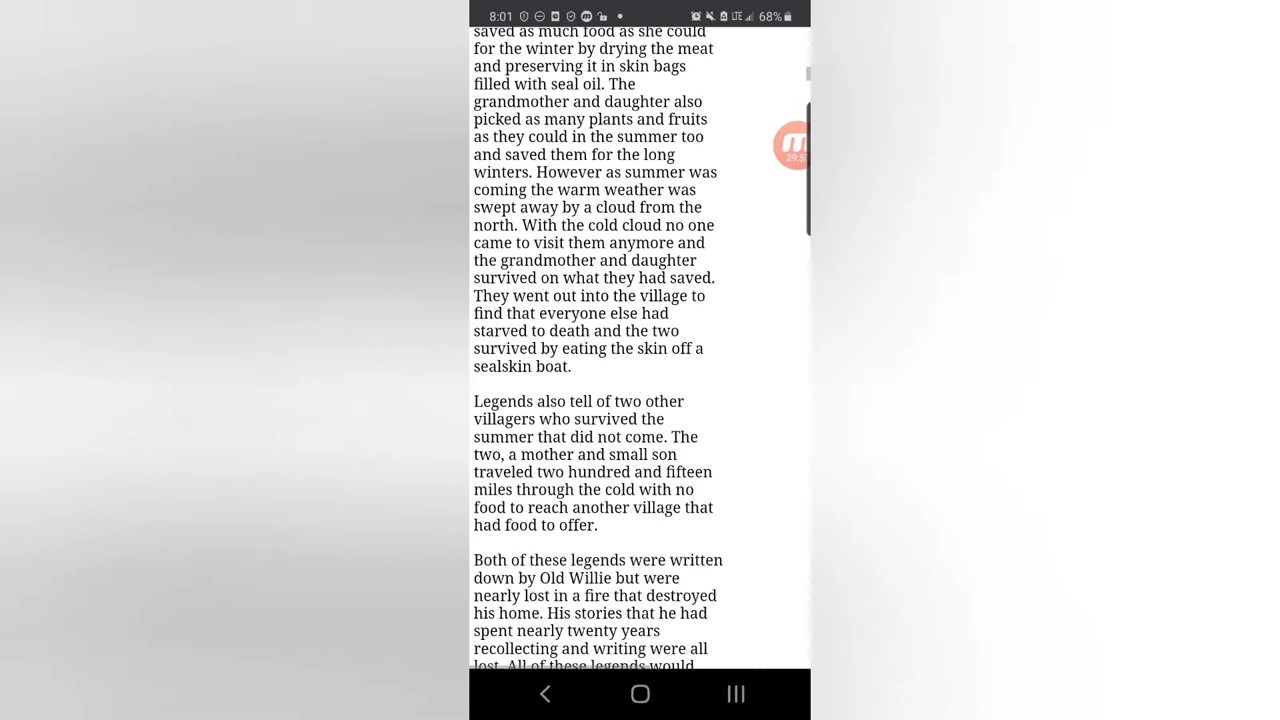 8:01 LTE 68%
saved as much food as she could
for the winter by drying the meat
and preserving it in skin bags
filled with seal oil. The
grandmother and daughter also
picked as many plants and fruits
as they could in the summer too
and saved them for the long
winters. However as summer was
coming the warm weather was
swept away by a cloud from the
north. With the cold cloud no one
came to visit them anymore and
the grandmother and daughter
survived on what they had saved.
They went out into the village to
find that everyone else had
starved to death and the two
survived by eating the skin off a
sealskin boat.
Legends also tell of two other
villagers who survived the
summer that did not come. The
two, a mother and small son
traveled two hundred and fifteen
miles through the cold with no
food to reach another village that
had food to offer.
Both of these legends were written
down by Old Willie but were
nearly lost in a fire that destroyed
his home. His stories that he had
spent nearly twenty years
recollecting and writing were all
lost. All of these legends would